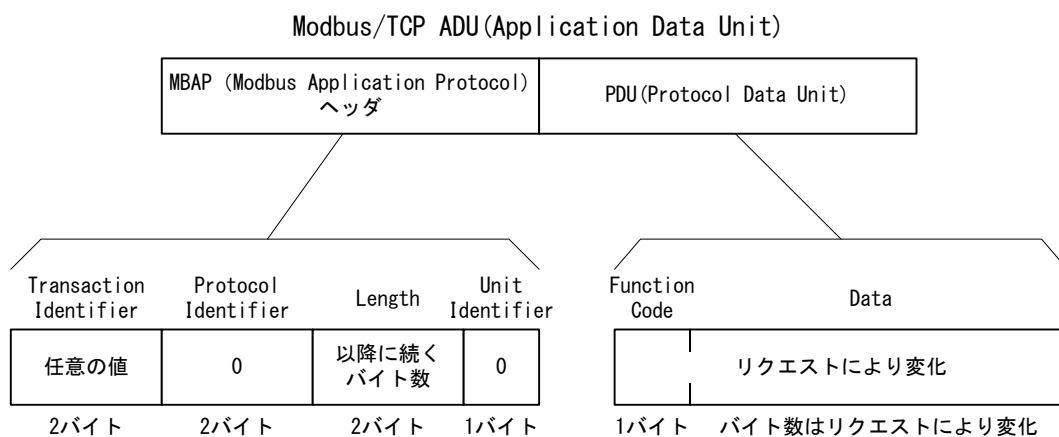 Modbus/TCP ADU(Application Data Unit)
MBAP (Modbus Application Protocol)
ヘッダ
PDU(Protocol Data Unit)
Transaction
Identifier
Protocol
Identifier
Length
Unit
Identifier
Function
Code
Data
任意の値
0
以降に続く
バイト数
0
リクエストにより変化
2バイト
2バイト
2バイト
1バイト
1バイト
バイト数はリクエストにより変化